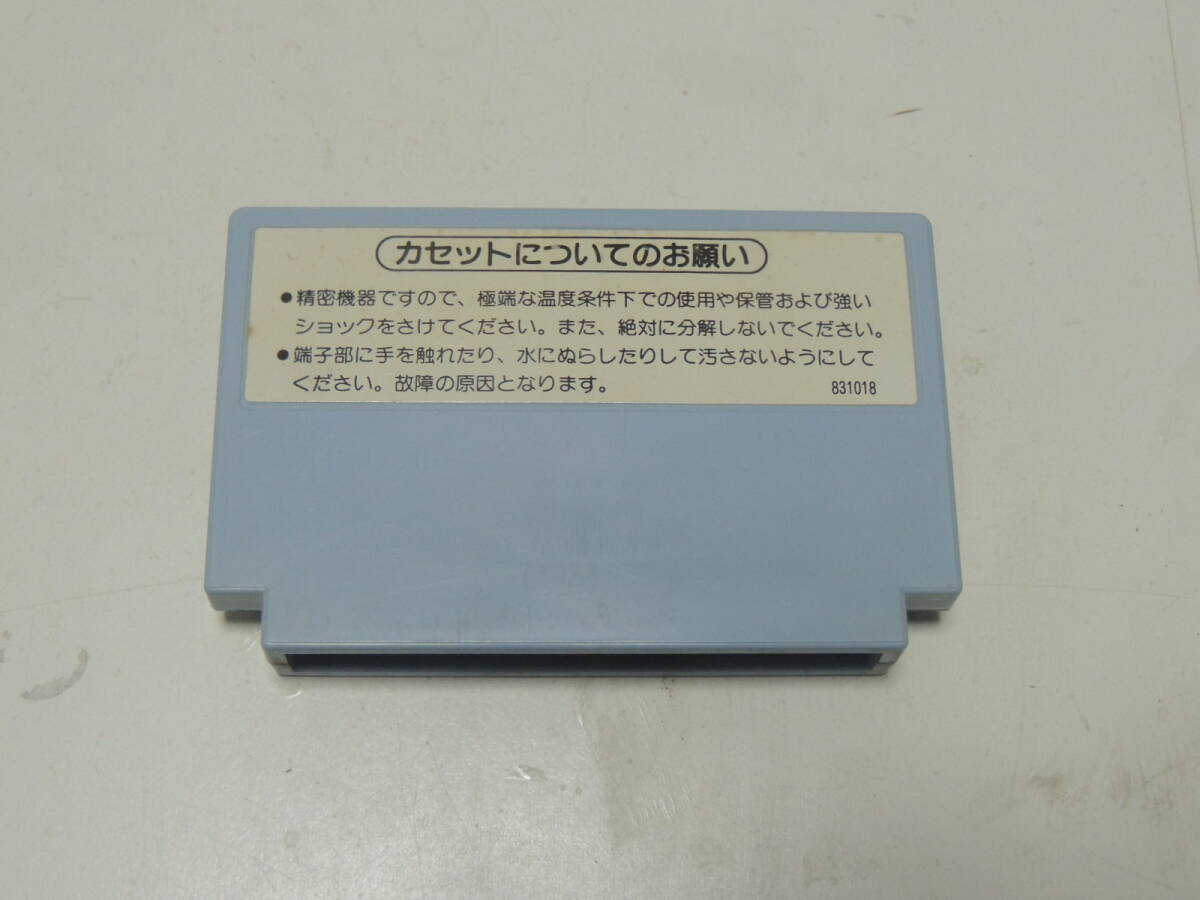 カセットについてのお願い
●精密機器ですので、極端な温度条件下での使用や保管および強い
ショックをさけてください。また、絶対に分解しないでください。
●端子部に手を触れたり、水にぬらしたりして汚さないようにして
ください。故障の原因となります。 831018